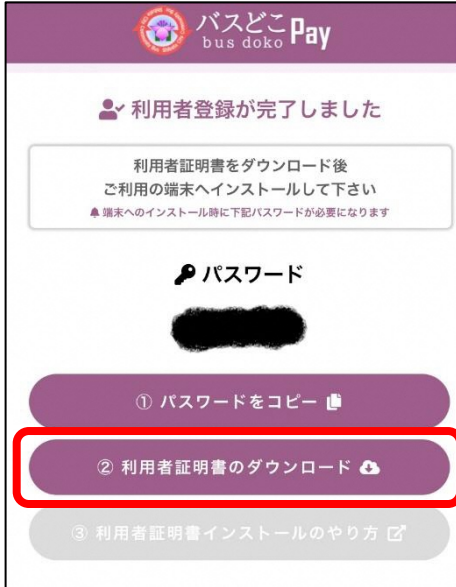 バスどこ Pay
bus doko
利用者登録が完了しました
利用者証明書をダウンロード後
ご利用の端末へインストールして下さい
端末へのインストール時に下記パスワードが必要になります
パスワード
① パスワードをコピー
② 利用者証明書のダウンロード
③ 利用者証明書インストールのやり方